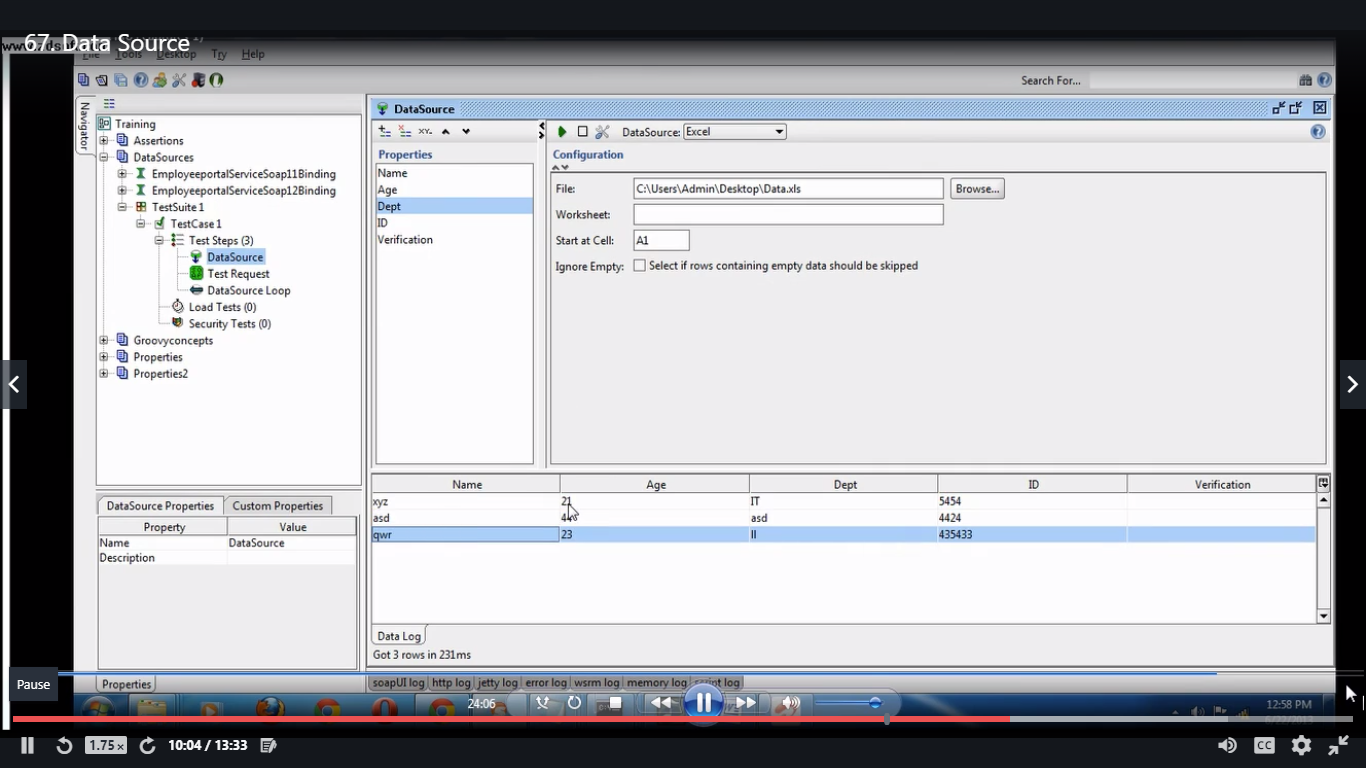 67. Data Source
Tools Desktop Try Help
Search For...
Navigator
Training
Assertions
DataSources
EmployeeportalServiceSoap11Binding
EmployeeportalServiceSoap12Binding
TestSuite 1
TestCase 1
Test Steps (3)
DataSource
Test Request
DataSource Loop
Load Tests (0)
Security Tests (0)
Groovyconcepts
Properties
Properties2
DataSource Properties Custom Properties
Property Value
Name DataSource
Description
Properties
DataSource
XY.. DataSource: Excel
Properties
Name
Age
Dept
ID
Verification
Configuration
File: C:\Users\Admin\Desktop\Data.xls Browse...
Worksheet:
Start at Cell: A1
Ignore Empty: Select if rows containing empty data should be skipped
Name Age Dept ID Verification
xyz 21 IT 5454
asd asd 4424
qwr 23 II 435433
Data Log
Got 3 rows in 231ms
soapUI log http log jetty log error log wsrm log memory log script log
Pause
24:06
12:58 PM
1.75 x 10:04 / 13:33 CC